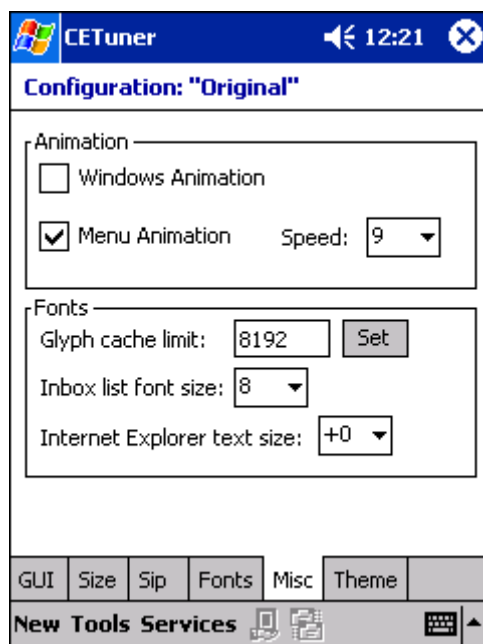 CETuner 12:21
Configuration: "Original"
Animation
Windows Animation
Menu Animation Speed: 9
Fonts
Glyph cache limit: 8192 Set
Inbox list font size: 8
Internet Explorer text size: +0
GUI Size Sip Fonts Misc Theme
New Tools Services